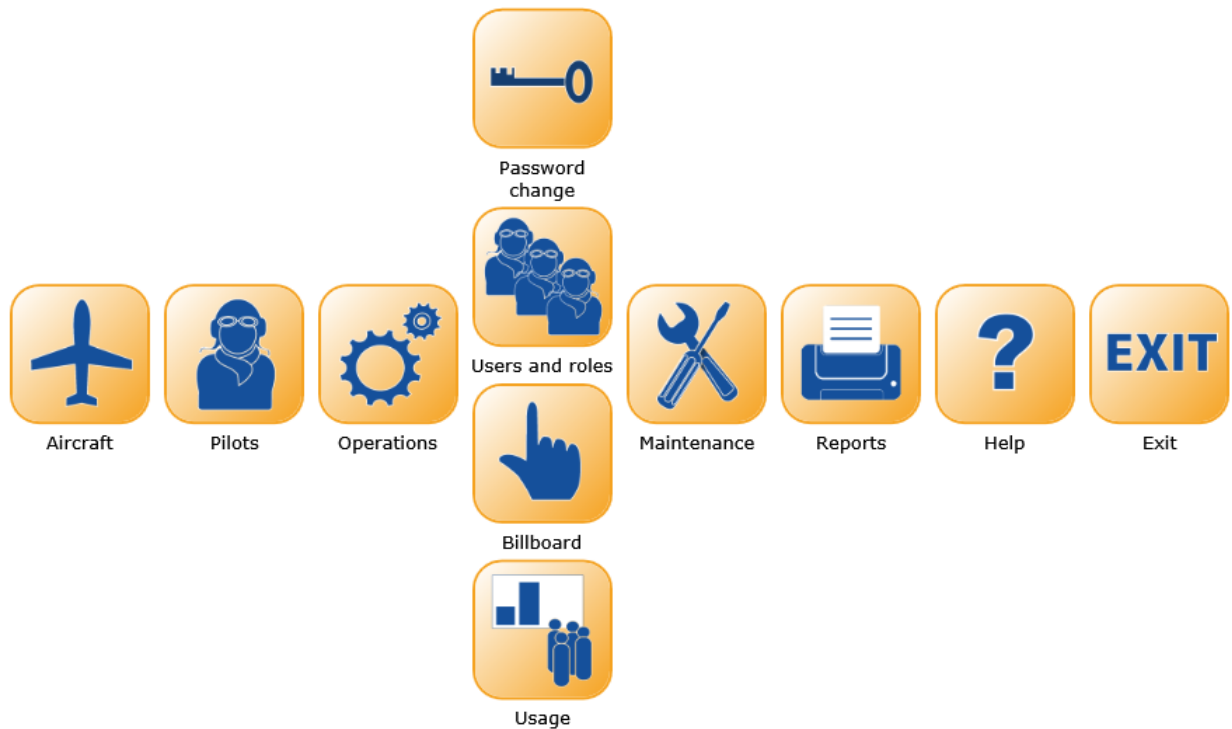 Password
change
Users and roles
EXIT
Aircraft
Pilots
Operations
Maintenance
Reports
Help
Exit
Billboard
Usage